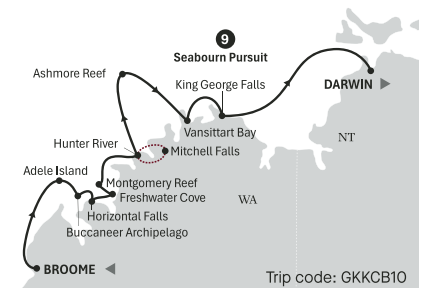 9
Seabourn Pursuit
Ashmore Reef
King George Falls
DARWIN
Vansittart Bay
Hunter River
Mitchell Falls
NT
Adele Island
Montgomery Reef
Freshwater Cove
WA
Horizontal Falls
Buccaneer Archipelago
BROOME
Trip code: GKKCB10